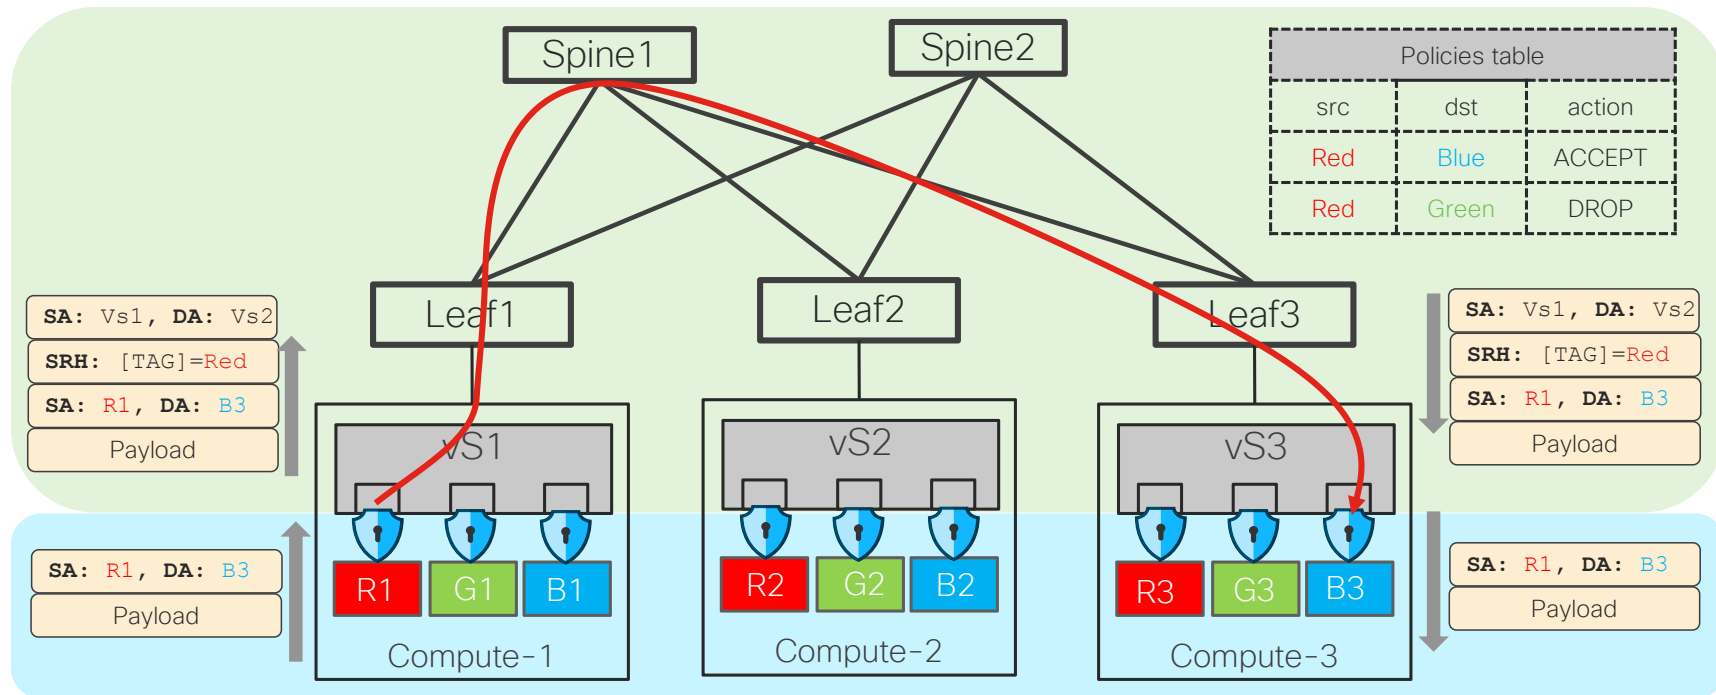 Spine1
Spine2
Policies table
src dst action
Red Blue ACCEPT
Red Green DROP
Leaf1
Leaf2
Leaf3
SA: Vs1, DA: Vs2
SRH: [TAG]=Red
SA: R1, DA: B3
Payload
SA: Vs1, DA: Vs2
SRH: [TAG]=Red
SA: R1, DA: B3
Payload
vS1
vS2
vS3
SA: R1, DA: B3
Payload
R1 G1 B1
Compute-1
R2 G2 B2
Compute-2
R3 G3 B3
Compute-3
SA: R1, DA: B3
Payload